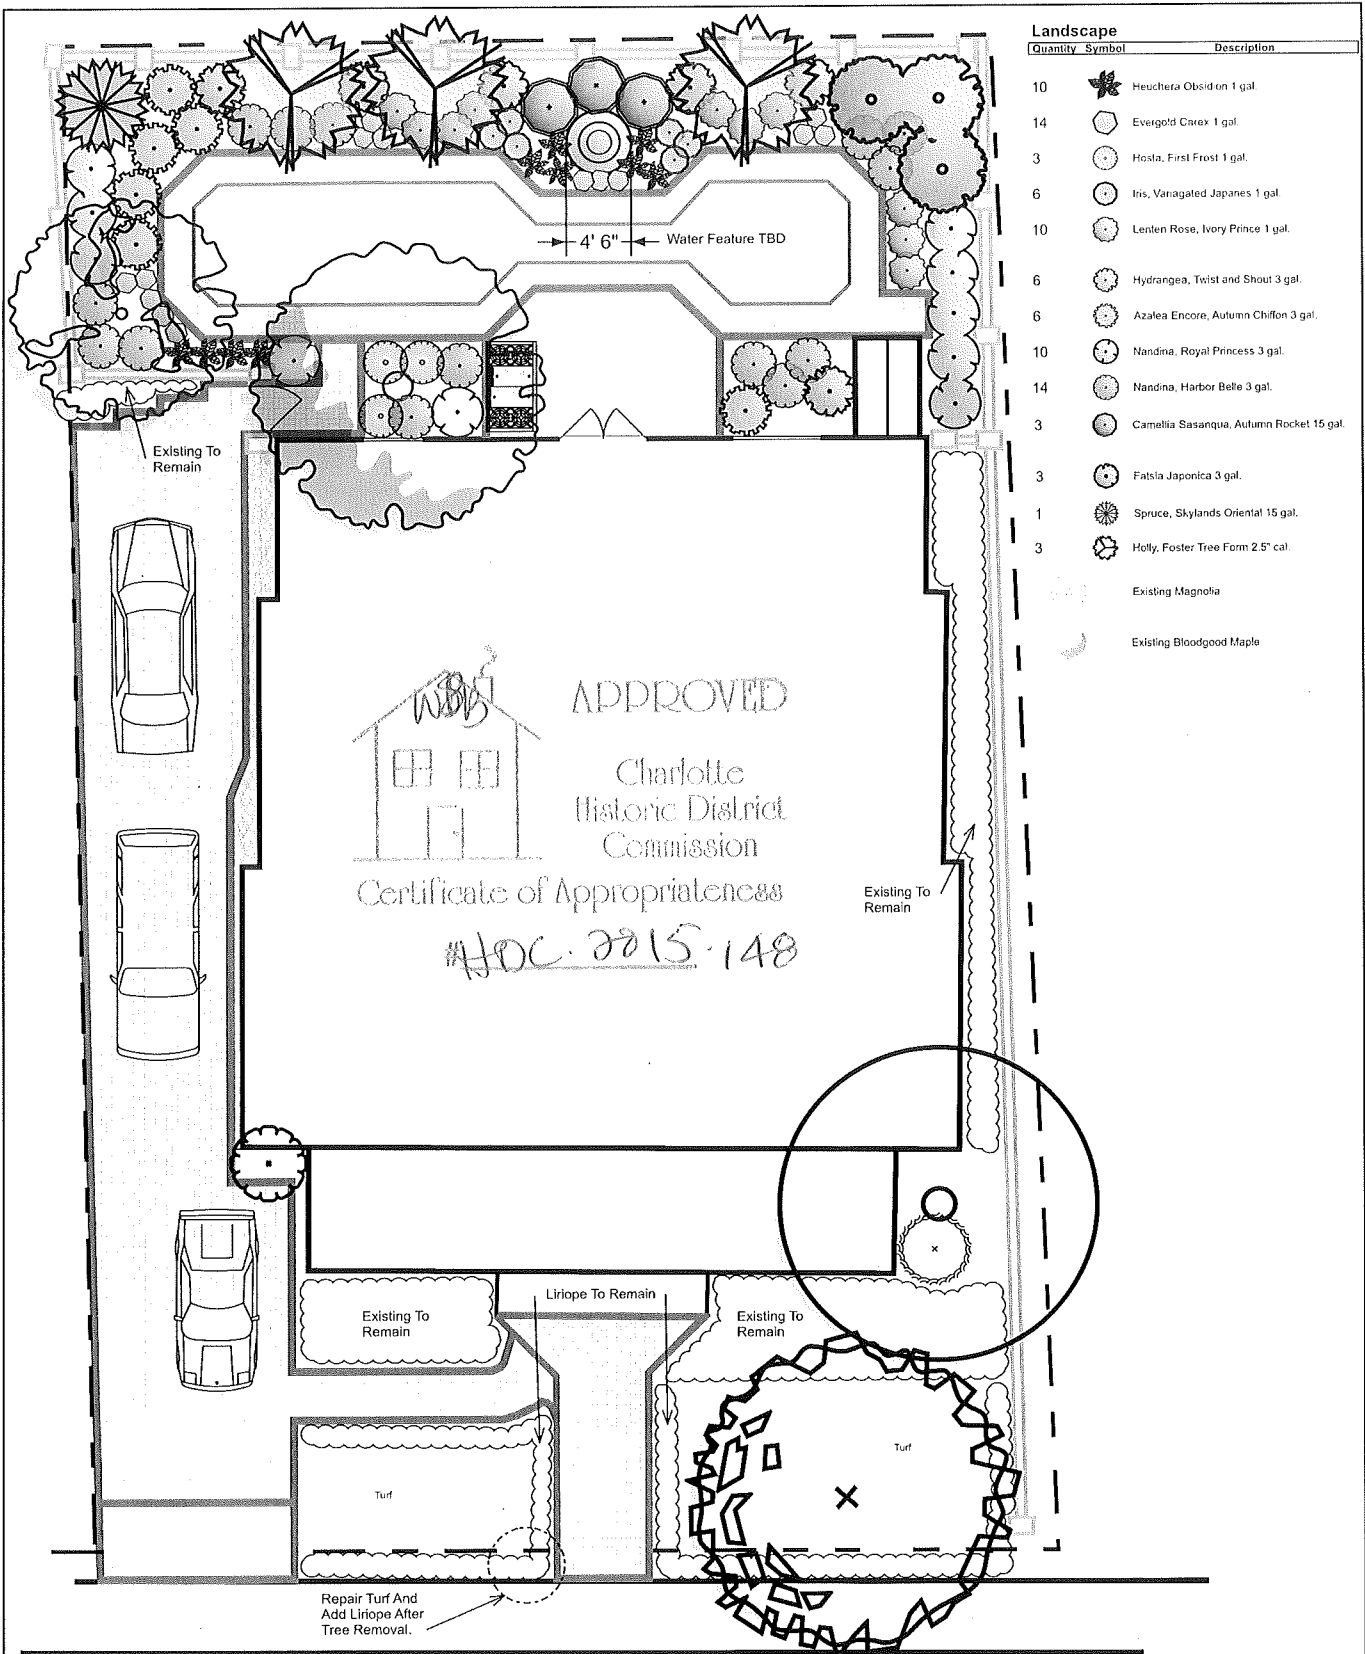 Landscape
Quantity Symbol Description
10 Heuchera Obsidion 1 gal.
14 Evergold Carex 1 gal.
3 Hosta, First Frost 1 gal.
6 Iris, Variagated Japanes 1 gal.
10 Lenten Rose, Ivory Prince 1 gal.
6 Hydrangea, Twist and Shout 3 gal.
6 Azalea Encore, Autumn Chiffon 3 gal.
10 Nandina, Royal Princess 3 gal.
14 Nandina, Harbor Belle 3 gal.
3 Camellia Sasanqua, Autumn Rocket 15 gal.
3 Fatsia Japonica 3 gal.
1 Spruce, Skylands Oriental 15 gal.
3 Holly, Foster Tree Form 2.5" cal.
Existing Magnolia
Existing Bloodgood Maple
4' 6"
Water Feature TBD
Existing To
Remain
APPROVED
Charlotte
Historic District
Commission
Certificate of Appropriateness
#HDC. 2015.148
Existing To
Remain
Existing To
Remain
Liriope To Remain
Existing To
Remain
Turf
Turf
Repair Turf And
Add Liriope After
Tree Removal.